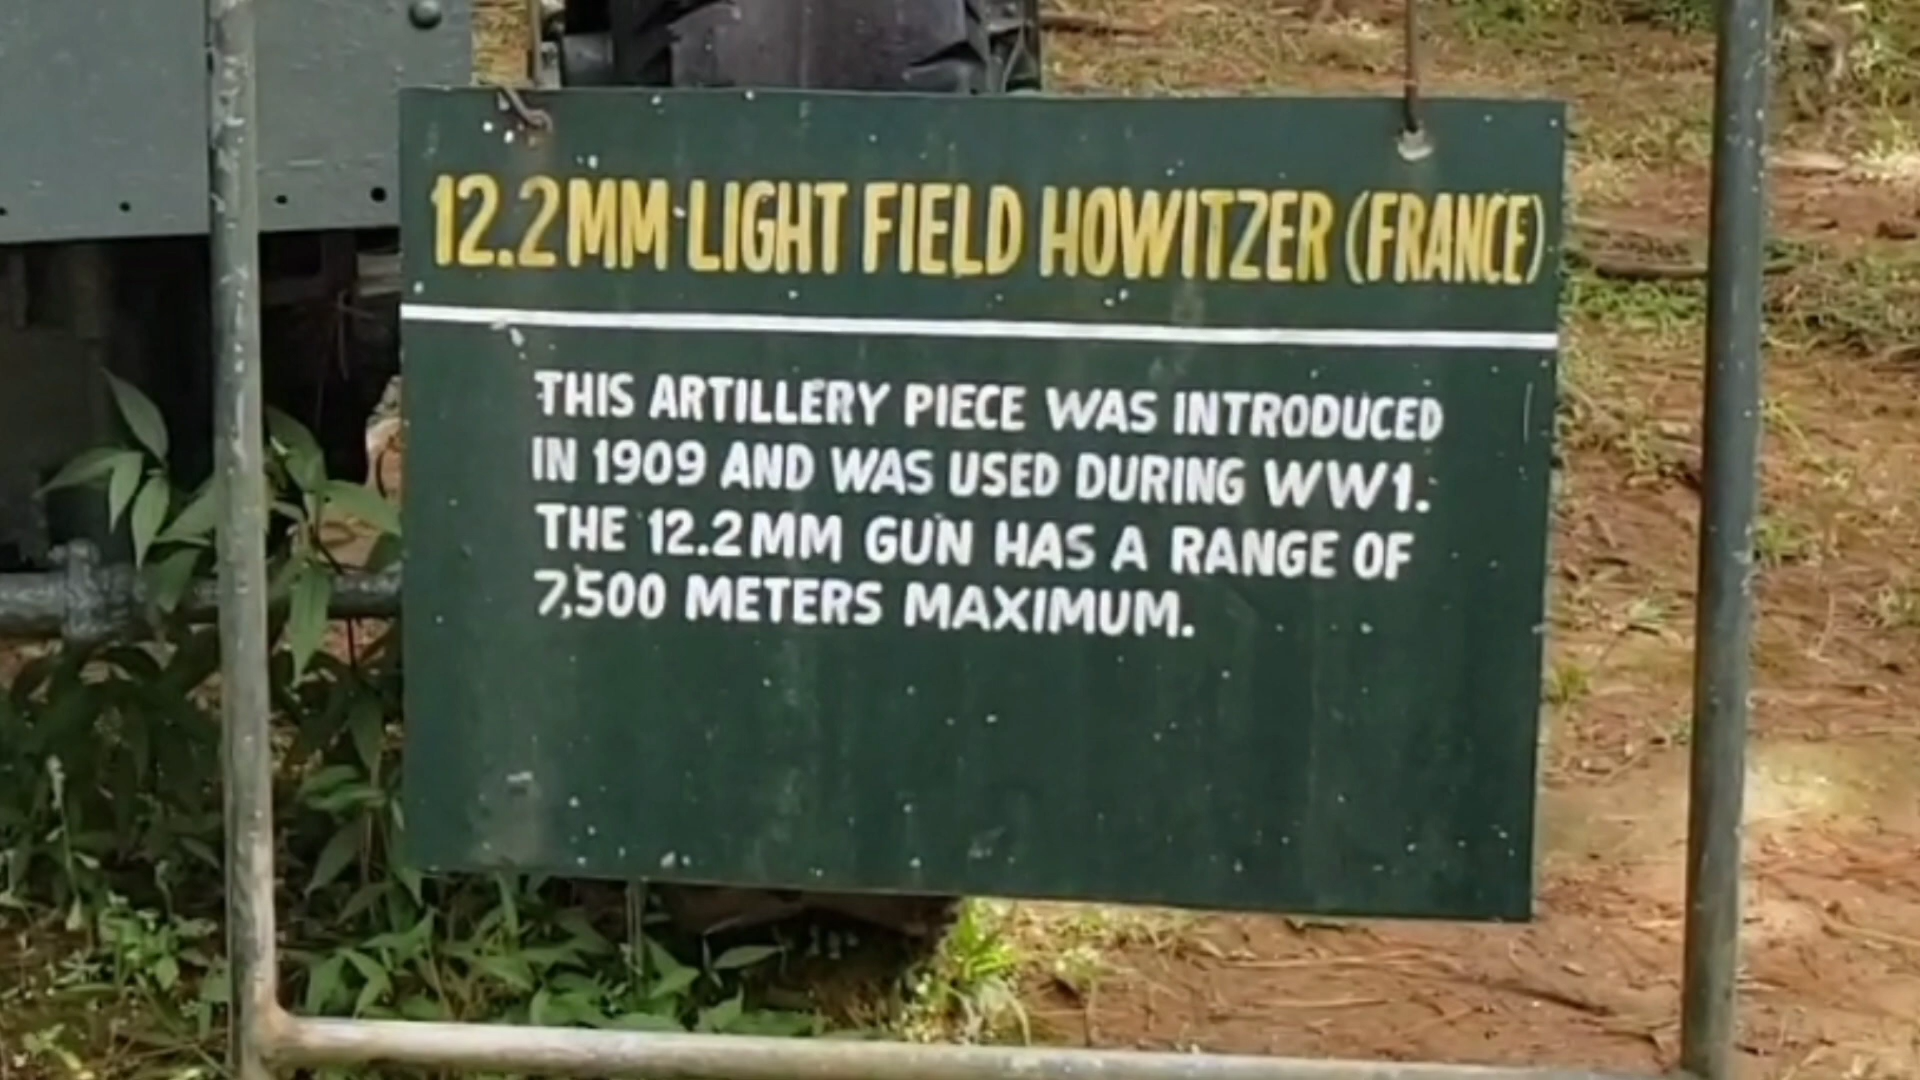 12.2MM LIGHT FIELD HOWITZER (FRANCE)
THIS ARTILLERY PIECE WAS INTRODUCED
IN 1909 AND WAS USED DURING WW1.
THE 12.2MM GUN HAS A RANGE OF
7,500 METERS MAXIMUM.